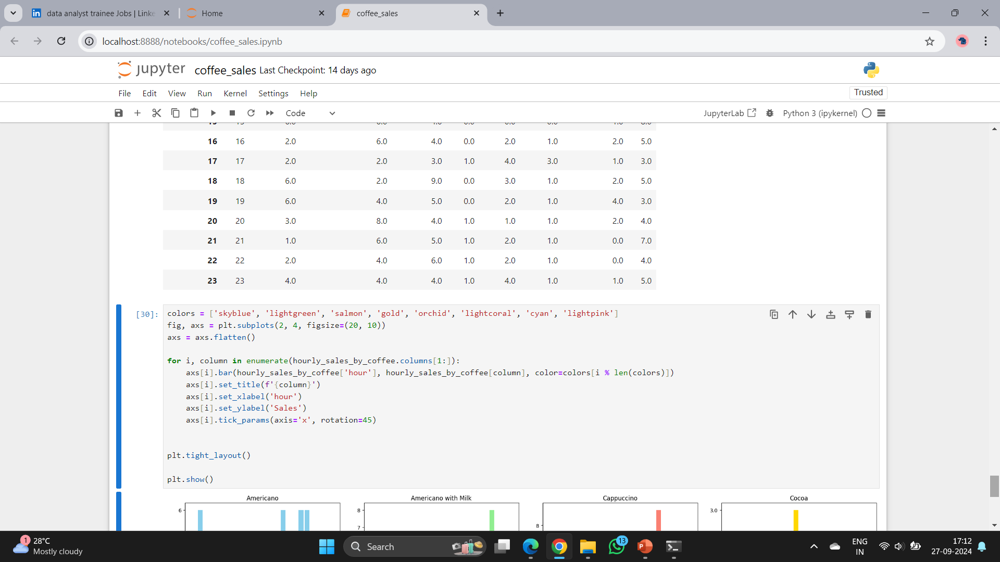 data analyst trainee Jobs | Linke
Home
coffee_sales
localhost:8888/notebooks/coffee_sales.ipynb
jupyter coffee_sales Last Checkpoint: 14 days ago
File Edit View Run Kernel Settings Help
Trusted
Code
JupyterLab
Python 3 (ipykernel)
16 16 2.0 6.0 4.0 0.0 2.0 1.0 2.0 5.0
17 17 2.0 2.0 3.0 1.0 4.0 3.0 1.0 3.0
18 18 6.0 2.0 9.0 0.0 3.0 1.0 2.0 5.0
19 19 6.0 4.0 5.0 0.0 2.0 1.0 4.0 3.0
20 20 3.0 8.0 4.0 1.0 1.0 1.0 2.0 4.0
21 21 1.0 6.0 5.0 1.0 2.0 1.0 0.0 7.0
22 22 2.0 4.0 6.0 1.0 2.0 1.0 0.0 4.0
23 23 4.0 4.0 4.0 1.0 4.0 1.0 1.0 5.0
[30]:
colors = ['skyblue', 'lightgreen', 'salmon', 'gold', 'orchid', 'lightcoral', 'cyan', 'lightpink']
fig, axs = plt.subplots(2, 4, figsize=(20, 10))
axs = axs.flatten()
for i, column in enumerate(hourly_sales_by_coffee.columns[1:]):
    axs[i].bar(hourly_sales_by_coffee['hour'], hourly_sales_by_coffee[column], color=colors[i % len(colors)])
    axs[i].set_title(f'{column}')
    axs[i].set_xlabel('hour')
    axs[i].set_ylabel('Sales')
    axs[i].tick_params(axis='x', rotation=45)
plt.tight_layout()
plt.show()
Americano
Americano with Milk
Cappuccino
Cocoa
6
8
7
8
3.0
1
28°C
Mostly cloudy
Search
13
ENG
IN
17:12
27-09-2024